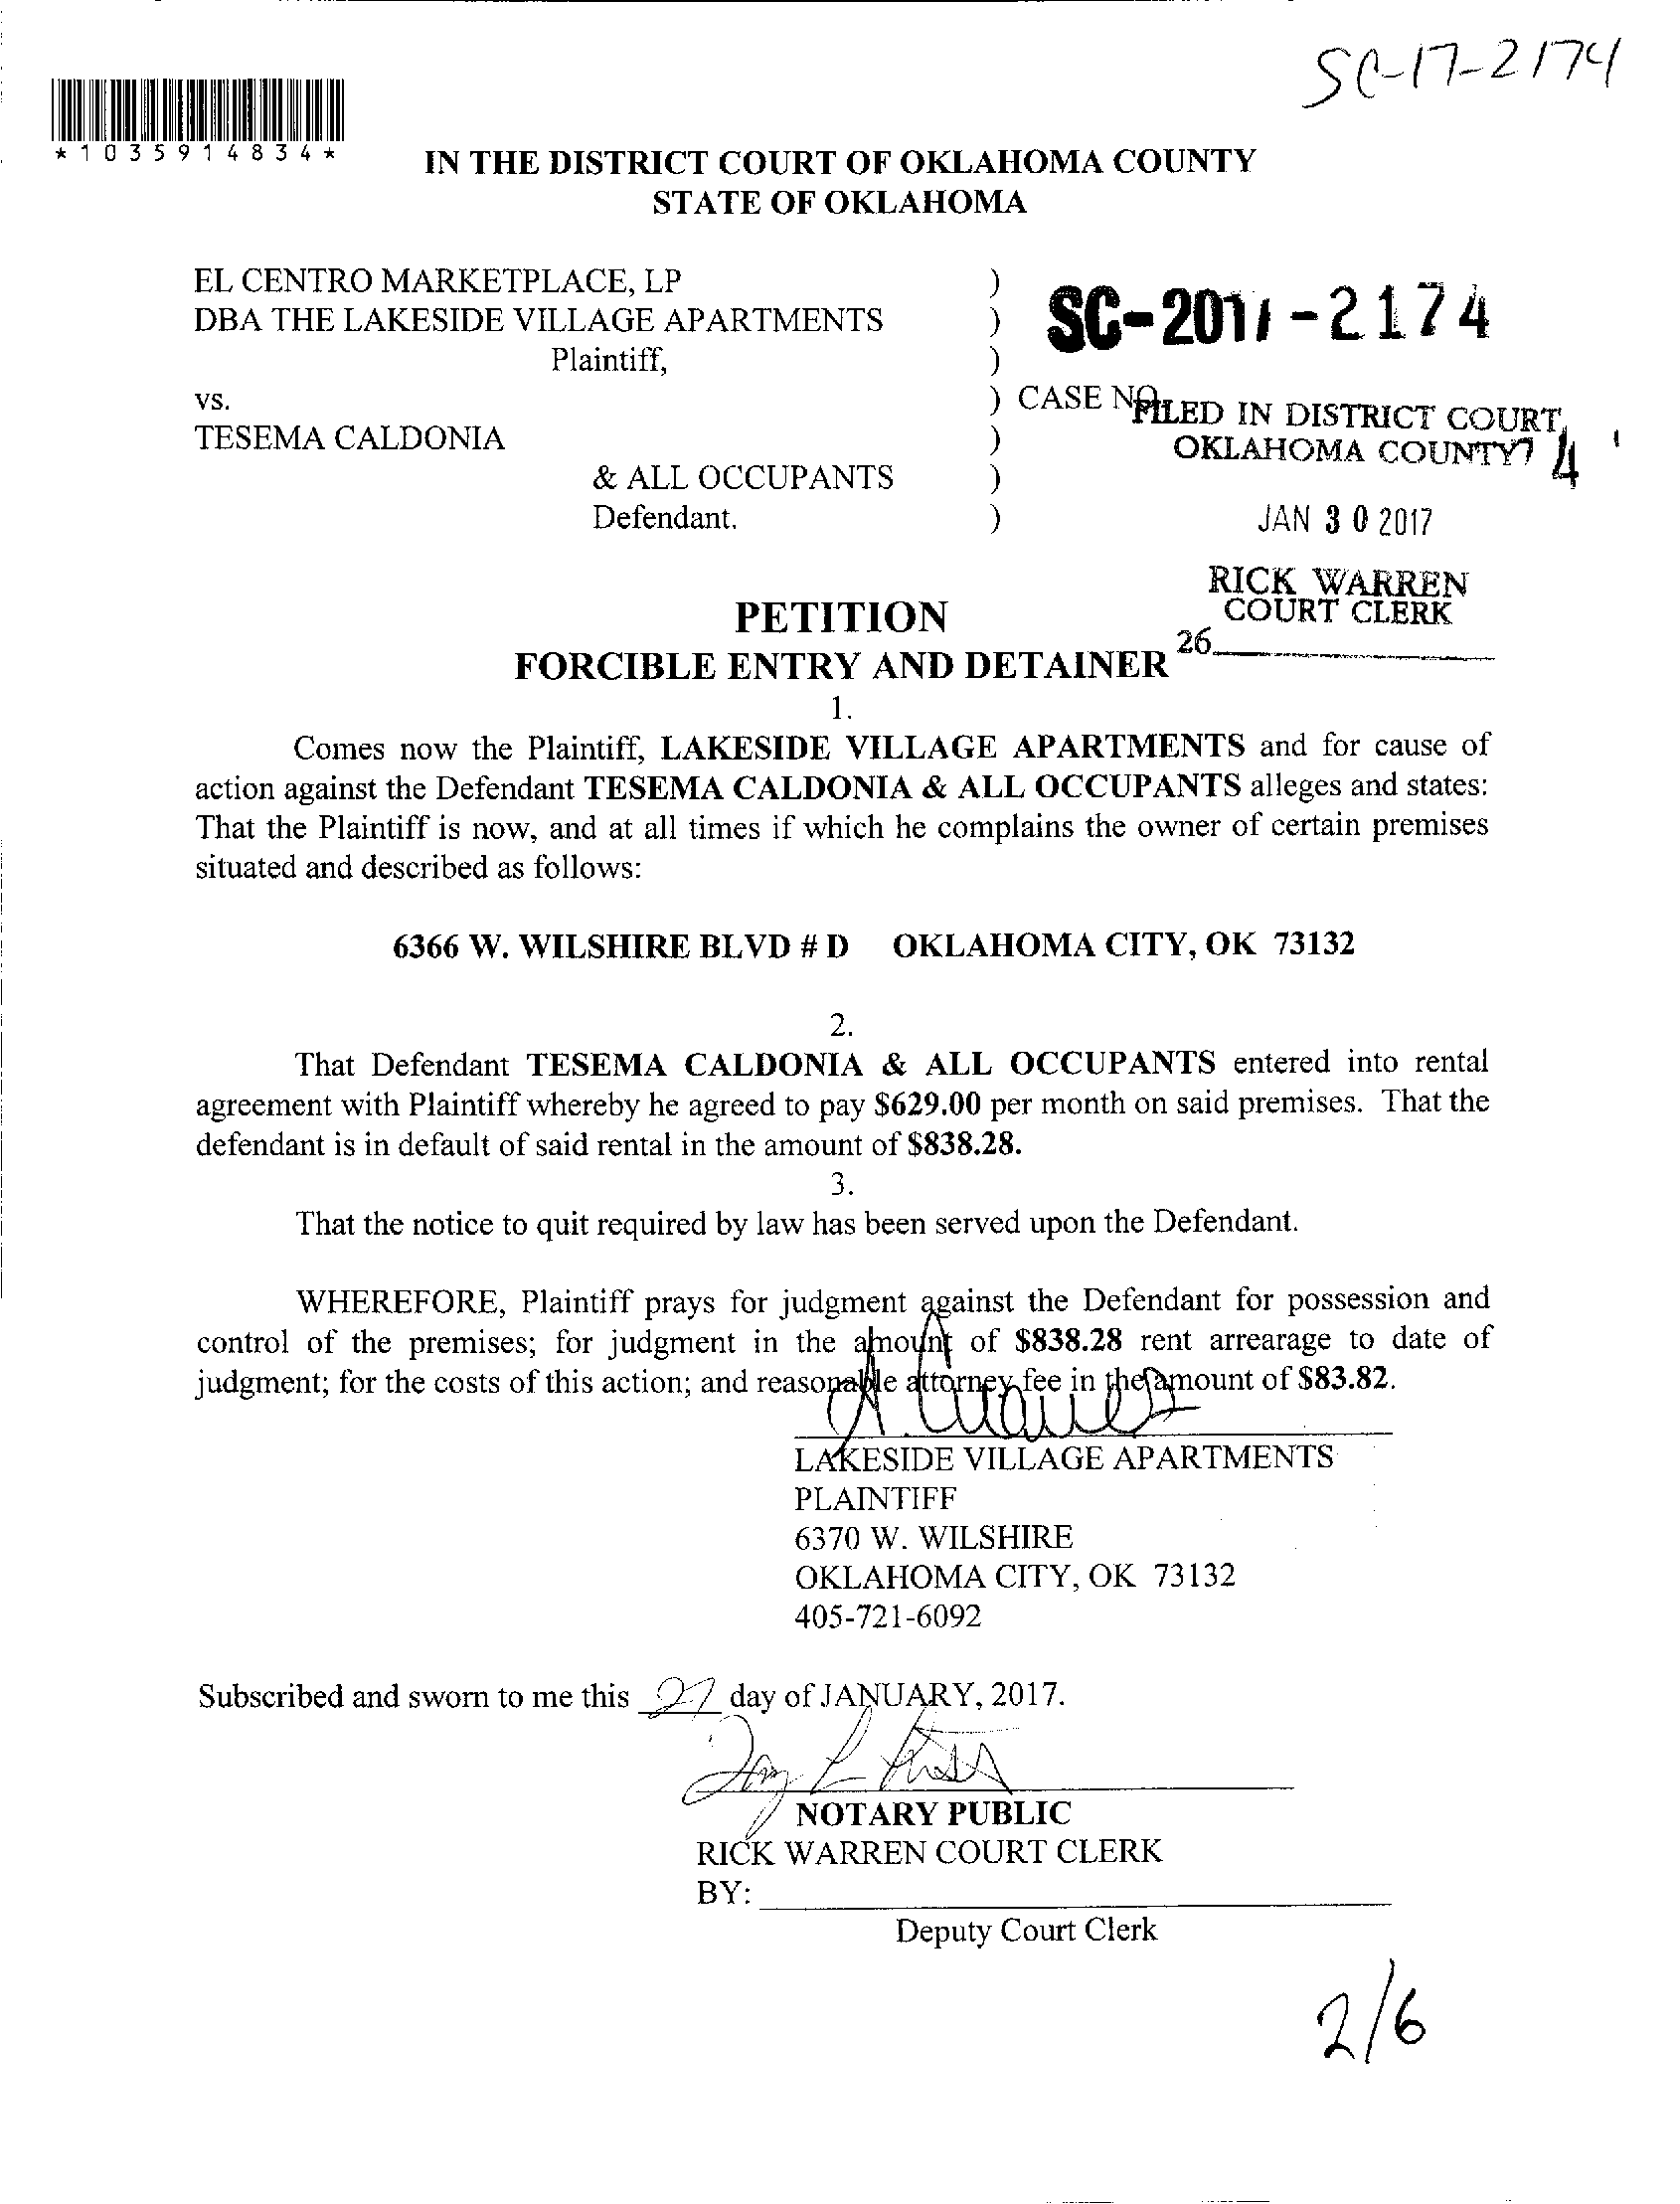 SC-17-2174
*1035914834*
IN THE DISTRICT COURT OF OKLAHOMA COUNTY
STATE OF OKLAHOMA
EL CENTRO MARKETPLACE, LP )
DBA THE LAKESIDE VILLAGE APARTMENTS ) SC-2017-2174
Plaintiff, )
vs. ) CASE NO.
FILED IN DISTRICT COURT
TESEMA CALDONIA )
OKLAHOMA COUNTY
& ALL OCCUPANTS )
Defendant. ) JAN 30 2017
RICK WARREN
COURT CLERK
PETITION
26
FORCIBLE ENTRY AND DETAINER
1.
Comes now the Plaintiff, LAKESIDE VILLAGE APARTMENTS and for cause of
action against the Defendant TESEMA CALDONIA & ALL OCCUPANTS alleges and states:
That the Plaintiff is now, and at all times if which he complains the owner of certain premises
situated and described as follows:
6366 W. WILSHIRE BLVD # D OKLAHOMA CITY, OK 73132
2.
That Defendant TESEMA CALDONIA & ALL OCCUPANTS entered into rental
agreement with Plaintiff whereby he agreed to pay $629.00 per month on said premises. That the
defendant is in default of said rental in the amount of $838.28.
3.
That the notice to quit required by law has been served upon the Defendant.
WHEREFORE, Plaintiff prays for judgment against the Defendant for possession and
control of the premises; for judgment in the amount of $838.28 rent arrearage to date of
judgment; for the costs of this action; and reasonable attorney fee in the amount of $83.82.
LAKESIDE VILLAGE APARTMENTS
PLAINTIFF
6370 W. WILSHIRE
OKLAHOMA CITY, OK 73132
405-721-6092
Subscribed and sworn to me this 27 day of JANUARY, 2017.
NOTARY PUBLIC
RICK WARREN COURT CLERK
BY:
Deputy Court Clerk
2/6